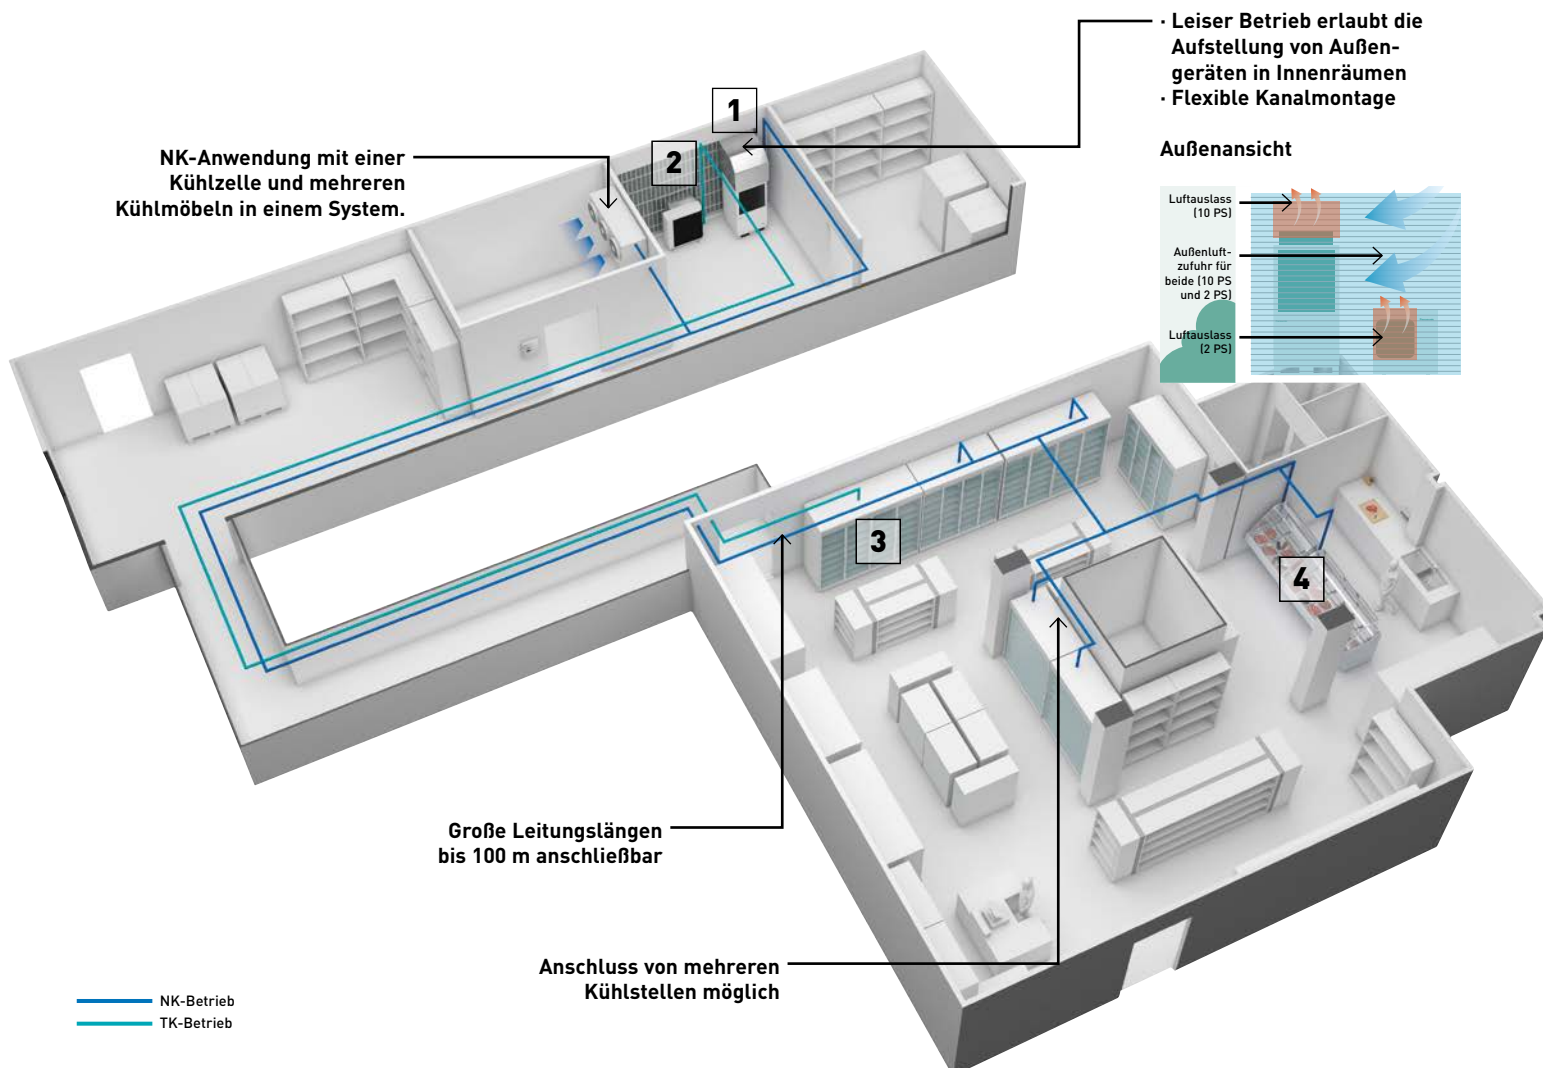 · Leiser Betrieb erlaubt die
Aufstellung von Außen-
geräten in Innenräumen
· Flexible Kanalmontage
Außenansicht
Luftauslass
(10 PS)
Außenluft-
zufuhr für
beide (10 PS
und 2 PS)
Luftauslass
(2 PS)
NK-Anwendung mit einer
Kühlzelle und mehreren
Kühlmöbeln in einem System.
1
2
3
4
Große Leitungslängen
bis 100 m anschließbar
Anschluss von mehreren
Kühlstellen möglich
NK-Betrieb
TK-Betrieb